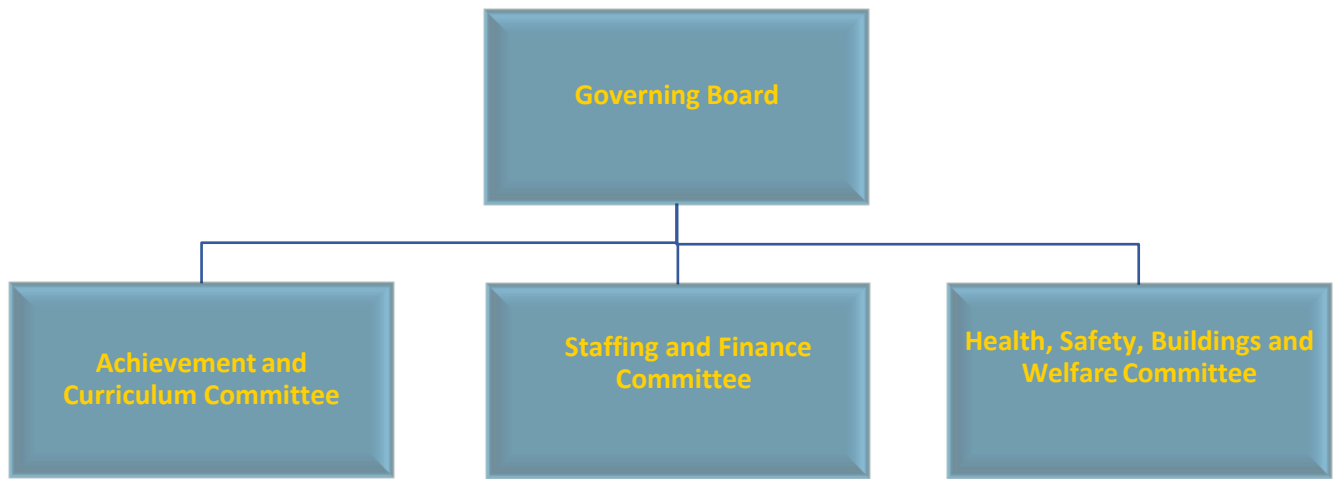 Governing Board
Achievement and
Curriculum Committee
Staffing and Finance
Committee
Health, Safety, Buildings and
Welfare Committee